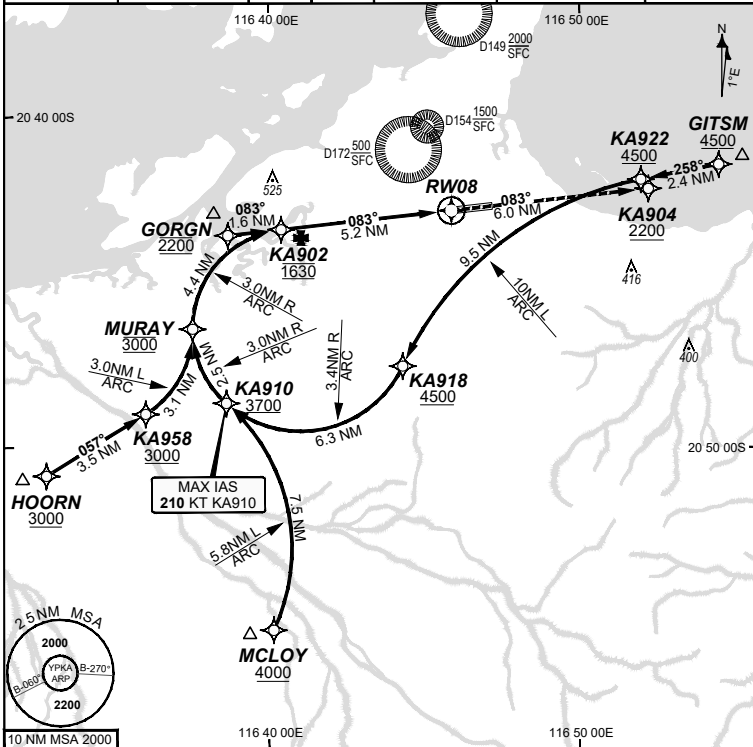 116 40 00E
116 50 00E
D149 2000
SFC
N
1°E
20 40 00S
D154 1500
SFC
D172 500
SFC
KA922
4500
GITSM
4500
258°
2.4 NM
525
RW08
083°
6.0 NM
KA904
2200
083°
1.6 NM
GORGN
2200
083°
5.2 NM
KA902
1630
4.4 NM
9.5 NM
416
3.0NM R
ARC
10NM L
ARC
MURAY
3000
3.0NM R
ARC
400
3.4NM R
ARC
3.0NM L
ARC
2.5 NM
3.1 NM
KA918
4500
KA910
3700
KA958
3000
6.3 NM
057°
3.5 NM
20 50 00S
HOORN
3000
MAX IAS
210 KT KA910
7.5 NM
5.8NM L
ARC
25NM MSA
2000
YPKA
ARP
B-060°
B-270°
2200
MCLOY
4000
10 NM MSA 2000
116 40 00E
116 50 00E